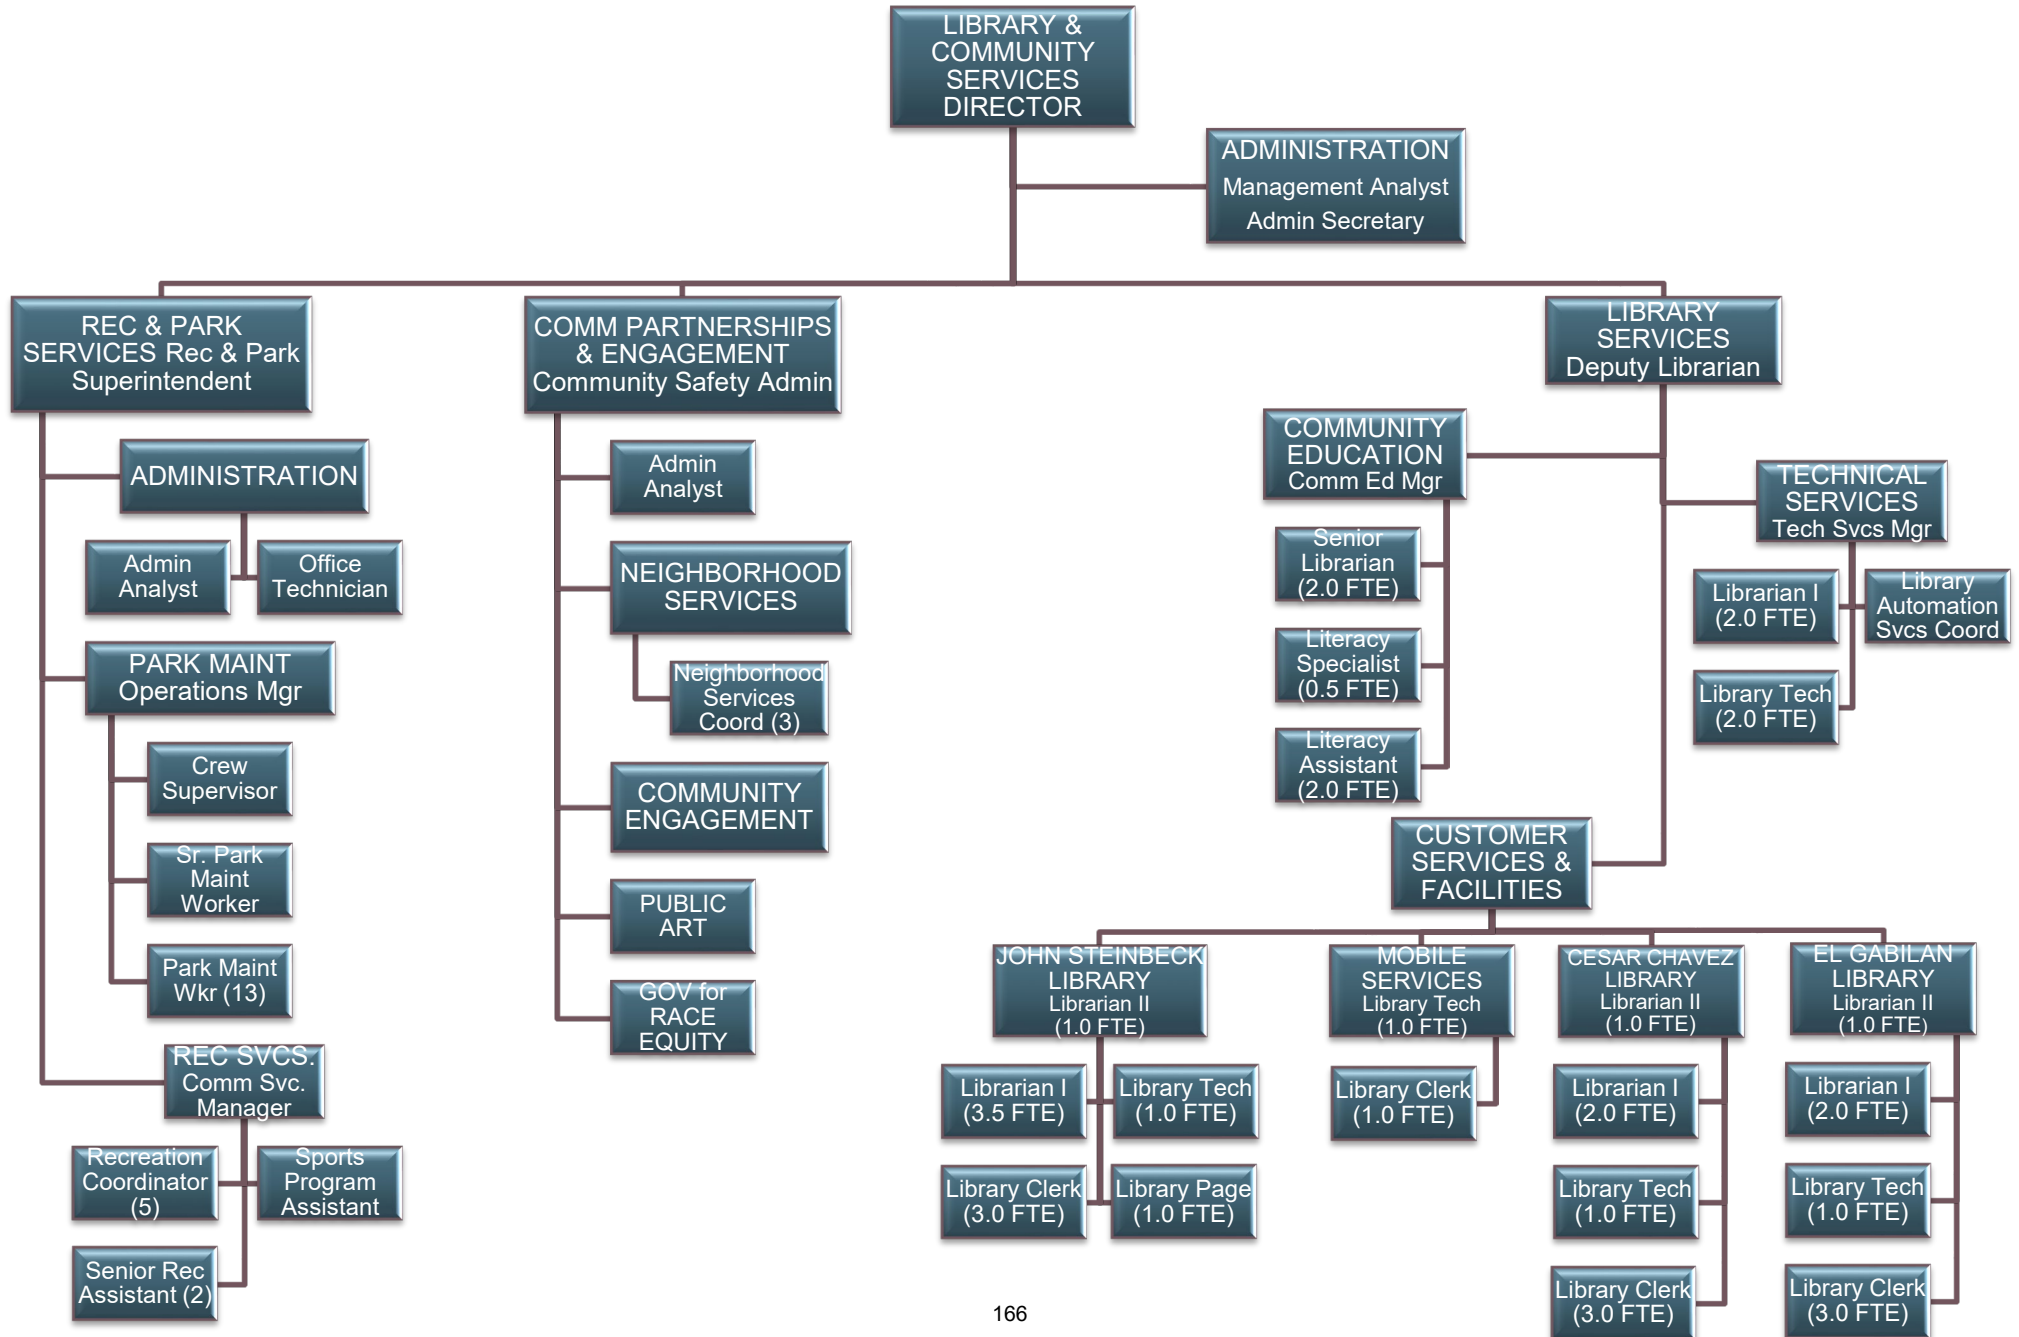 LIBRARY &
COMMUNITY
SERVICES
DIRECTOR
ADMINISTRATION
Management Analyst
Admin Secretary
REC & PARK
SERVICES Rec & Park
Superintendent
ADMINISTRATION
Admin
Analyst
Office
Technician
PARK MAINT
Operations Mgr
Crew
Supervisor
Sr. Park
Maint
Worker
Park Maint
Wkr (13)
REC SVCS.
Comm Svc.
Manager
Recreation
Coordinator
(5)
Sports
Program
Assistant
Senior Rec
Assistant (2)
COMM PARTNERSHIPS
& ENGAGEMENT
Community Safety Admin
Admin
Analyst
NEIGHBORHOOD
SERVICES
Neighborhood
Services
Coord (3)
COMMUNITY
ENGAGEMENT
PUBLIC
ART
GOV for
RACE
EQUITY
LIBRARY
SERVICES
Deputy Librarian
COMMUNITY
EDUCATION
Comm Ed Mgr
Senior
Librarian
(2.0 FTE)
Literacy
Specialist
(0.5 FTE)
Literacy
Assistant
(2.0 FTE)
TECHNICAL
SERVICES
Tech Svcs Mgr
Librarian I
(2.0 FTE)
Library
Automation
Svcs Coord
Library Tech
(2.0 FTE)
CUSTOMER
SERVICES &
FACILITIES
JOHN STEINBECK
LIBRARY
Librarian II
(1.0 FTE)
Librarian I
(3.5 FTE)
Library Tech
(1.0 FTE)
Library Clerk
(3.0 FTE)
Library Page
(1.0 FTE)
MOBILE
SERVICES
Library Tech
(1.0 FTE)
Library Clerk
(1.0 FTE)
CESAR CHAVEZ
LIBRARY
Librarian II
(1.0 FTE)
Librarian I
(2.0 FTE)
Library Tech
(1.0 FTE)
Library Clerk
(3.0 FTE)
EL GABILAN
LIBRARY
Librarian II
(1.0 FTE)
Librarian I
(2.0 FTE)
Library Tech
(1.0 FTE)
Library Clerk
(3.0 FTE)
166